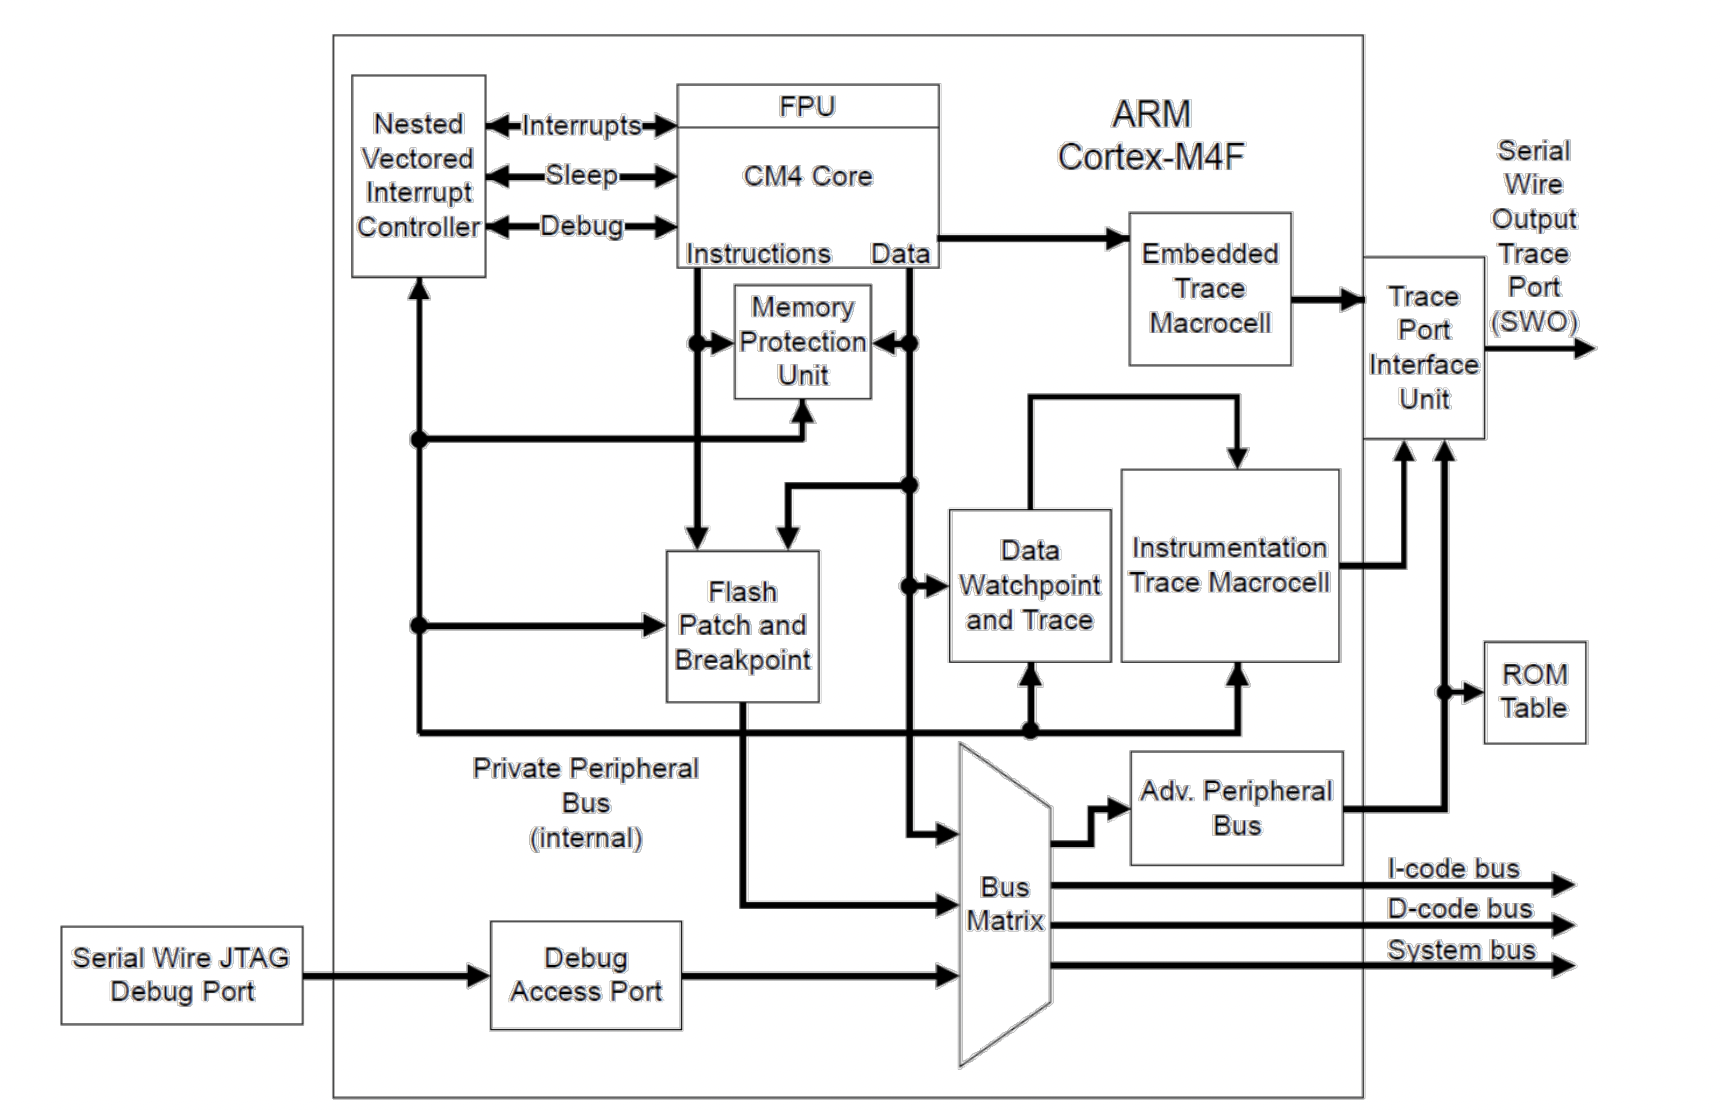 Nested
Vectored
Interrupt
Controller
Interrupts
Sleep
Debug
FPU
CM4 Core
Instructions
Data
ARM
Cortex-M4F
Memory
Protection
Unit
Embedded
Trace
Macrocell
Trace
Port
Interface
Unit
Serial
Wire
Output
Trace
Port
(SWO)
Flash
Patch and
Breakpoint
Data
Watchpoint
and Trace
Instrumentation
Trace Macrocell
ROM
Table
Private Peripheral
Bus
(internal)
Adv. Peripheral
Bus
Bus
Matrix
I-code bus
D-code bus
System bus
Serial Wire JTAG
Debug Port
Debug
Access Port